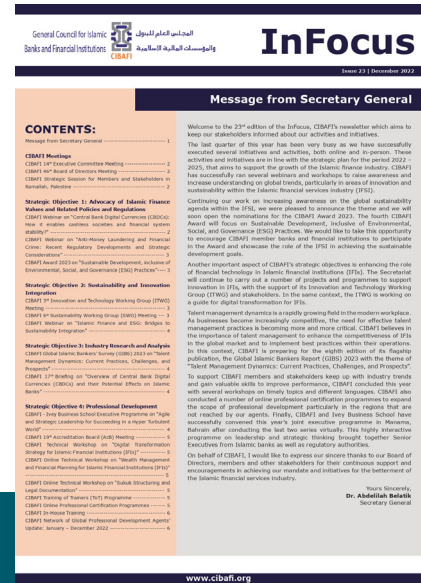 General Council for Islamic
Banks and Financial Institutions
CIBAFI
المجلس العام للبنوك
والمؤسسات المالية الإسلامية
InFocus
Issue 23 | December 2022
Message from Secretary General
CONTENTS:
Message from Secretary General ---------------------- 1
CIBAFI Meetings
CIBAFI 14th Executive Committee Meeting ---------------- 2
CIBAFI 46th Board of Directors Meeting ---------------- 2
CIBAFI Strategic Session for Members and Stakeholders in
Ramallah, Palestine ---------------- 2
Strategic Objective 1: Advocacy of Islamic Finance
Values and Related Policies and Regulations
CIBAFI Webinar on "Central Bank Digital Currencies (CBDCs):
How it enables cashless societies and financial system
stability?" ---------------- 2
CIBAFI Webinar on "Anti-Money Laundering and Financial
Crime: Recent Regulatory Developments and Strategic
Considerations" ---------------- 3
CIBAFI Award 2023 on "Sustainable Development, inclusive of
Environmental, Social, and Governance (ESG) Practices"---- 3
Strategic Objective 2: Sustainability and Innovation
Integration
CIBAFI 3rd Innovation and Technology Working Group (ITWG)
Meeting ---------------- 3
CIBAFI 6th Sustainability Working Group (SWG) Meeting --- 3
CIBAFI Webinar on "Islamic Finance and ESG: Bridges to
Sustainability Integration" ---------------- 4
Strategic Objective 3: Industry Research and Analysis
CIBAFI Global Islamic Bankers' Survey (GIBS) 2023 on "Talent
Management Dynamics: Current Practices, Challenges, and
Prospects" ---------------- 4
CIBAFI 17th Briefing on "Overview of Central Bank Digital
Currencies (CBDCs) and their Potential Effects on Islamic
Banks" ---------------- 4
Strategic Objective 4: Professional Development
CIBAFI - Ivey Business School Executive Programme on "Agile
and Strategic Leadership for Succeeding in a Hyper Turbulent
World" ---------------- 4
CIBAFI 19th Accreditation Board (AcB) Meeting ---------------- 5
CIBAFI Technical Workshop on "Digital Transformation
Strategy for Islamic Financial Institutions (IFIs)" ---------------- 5
CIBAFI Online Technical Workshop on "Wealth Management
and Financial Planning for Islamic Financial Institutions (IFIs)"
---------------- 5
CIBAFI Online Technical Workshop on "Sukuk Structuring and
Legal Documentation" ---------------- 5
CIBAFI Training of Trainers (ToT) Programme ---------------- 5
CIBAFI Online Professional Certification Programmes ------ 5
CIBAFI In-House Training ---------------- 6
CIBAFI Network of Global Professional Development Agents'
Update: January – December 2022 ---------------- 6
Welcome to the 23rd edition of the InFocus, CIBAFI's newsletter which aims to
keep our stakeholders informed about our activities and initiatives.
The last quarter of this year has been very busy as we have successfully
executed several initiatives and activities, both online and in-person. These
activities and initiatives are in line with the strategic plan for the period 2022 –
2025, that aims to support the growth of the Islamic finance industry. CIBAFI
has successfully run several webinars and workshops to raise awareness and
increase understanding on global trends, particularly in areas of innovation and
sustainability within the Islamic financial services industry (IFSI).
Continuing our work on increasing awareness on the global sustainability
agenda within the IFSI, we were pleased to announce the theme and we will
soon open the nominations for the CIBAFI Award 2023. The fourth CIBAFI
Award will focus on Sustainable Development, inclusive of Environmental,
Social, and Governance (ESG) Practices. We would like to take this opportunity
to encourage CIBAFI member banks and financial institutions to participate
in the Award and showcase the role of the IFSI in achieving the sustainable
development goals.
Another important aspect of CIBAFI's strategic objectives is enhancing the role
of financial technology in Islamic financial institutions (IFIs). The Secretariat
will continue to carry out a number of projects and programmes to support
innovation in IFIs, with the support of its Innovation and Technology Working
Group (ITWG) and stakeholders. In the same context, the ITWG is working on
a guide for digital transformation for IFIs.
Talent management dynamics is a rapidly growing field in the modern workplace.
As businesses become increasingly competitive, the need for effective talent
management practices is becoming more and more critical. CIBAFI believes in
the importance of talent management to enhance the competitiveness of IFIs
in the global market and to implement best practices within their operations.
In this context, CIBAFI is preparing for the eighth edition of its flagship
publication, the Global Islamic Bankers Report (GIBS) 2023 with the theme of
"Talent Management Dynamics: Current Practices, Challenges, and Prospects".
To support CIBAFI members and stakeholders keep up with industry trends
and gain valuable skills to improve performance, CIBAFI concluded this year
with several workshops on timely topics and different languages. CIBAFI also
conducted a number of online professional certification programmes to expand
the scope of professional development particularly in the regions that are
not reached by our agents. Finally, CIBAFI and Ivey Business School have
successfully convened this year's joint executive programme in Manama,
Bahrain after conducting the last two series virtually. This highly interactive
programme on leadership and strategic thinking brought together Senior
Executives from Islamic banks as well as regulatory authorities.
On behalf of CIBAFI, I would like to express our sincere thanks to our Board of
Directors, members and other stakeholders for their continuous support and
encouragements in achieving our mandate and initiatives for the betterment of
the Islamic financial services industry.
Yours Sincerely,
Dr. Abdelilah Belatik
Secretary General
www.cibafi.org